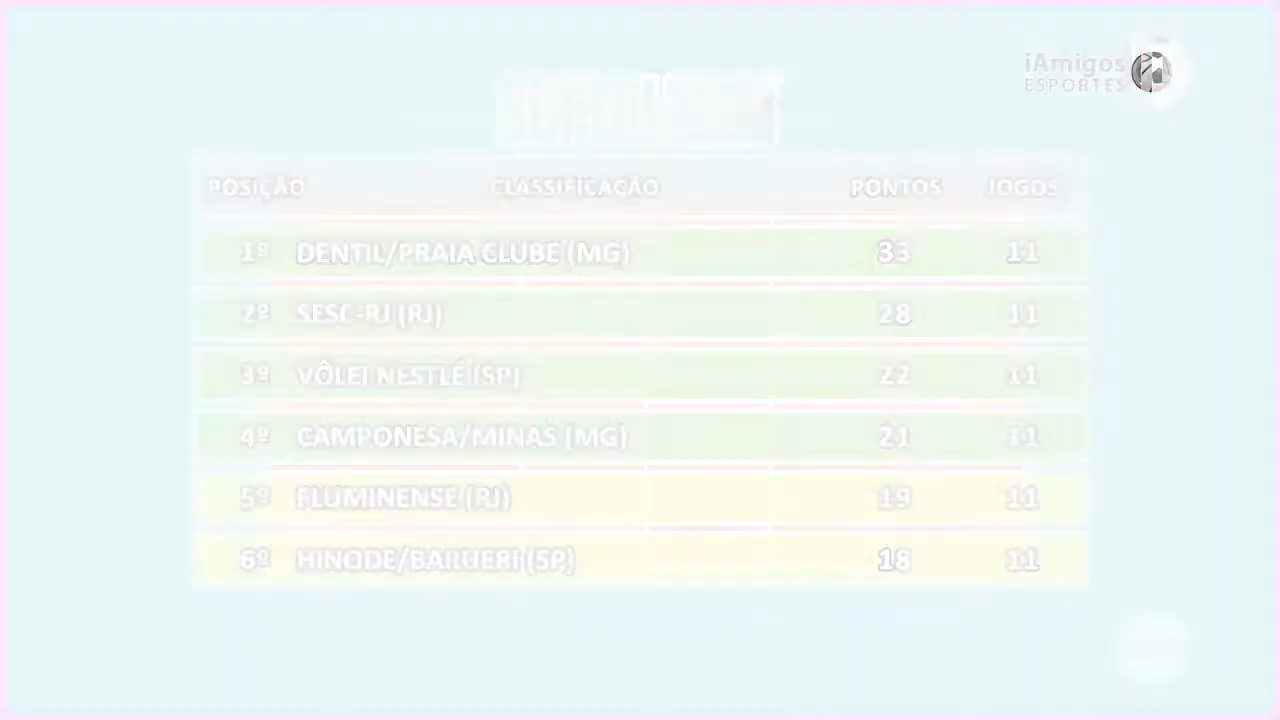 iAmigos
ESPORTES
POSIÇÃO CLASSIFICAÇÃO PONTOS JOGOS
1º DENTIL/PRAIA CLUBE (MG) 33 11
2º SESC-RJ (RJ) 28 11
3º VÔLEI NESTLÉ (SP) 22 11
4º CAMPONESA/MINAS (MG) 21 11
5º FLUMINENSE (RJ) 19 11
6º HINODE/BARUERI (SP) 18 11